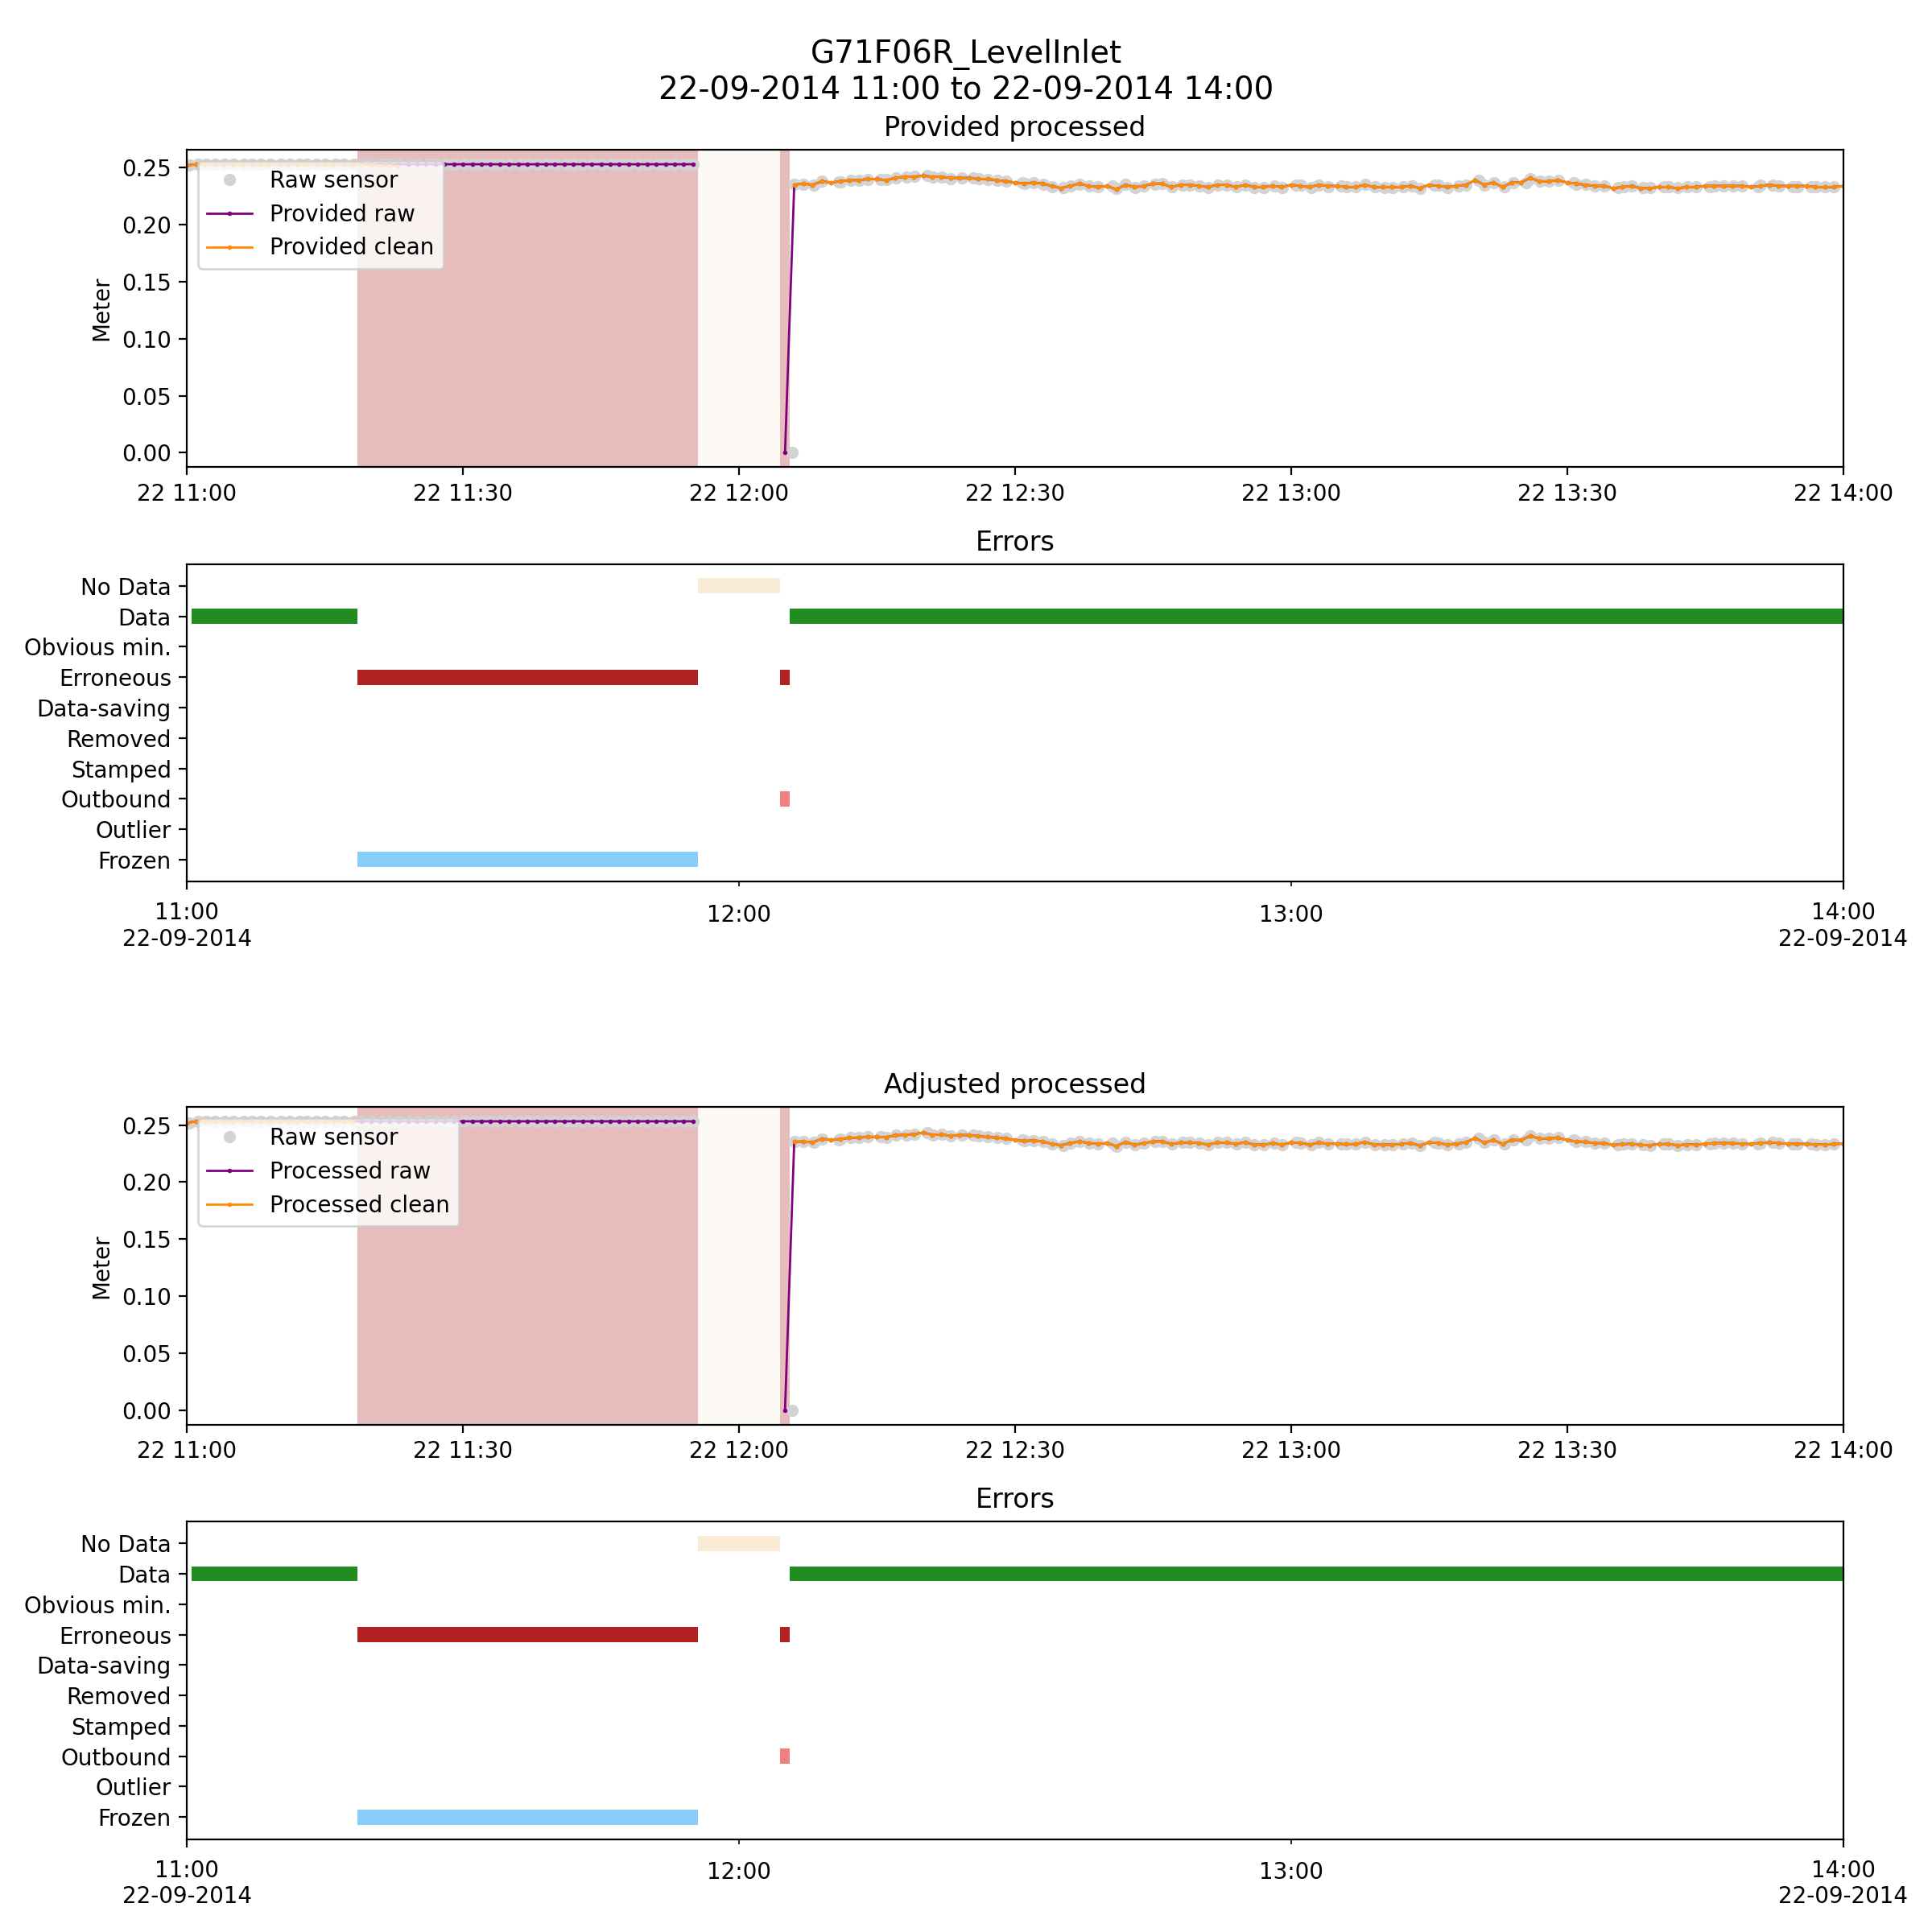 G71F06R_LevelInlet
22-09-2014 11:00 to 22-09-2014 14:00
Provided processed
Meter
0.25
0.20
0.15
0.10
0.05
0.00
Raw sensor
Provided raw
Provided clean
22 11:00 22 11:30 22 12:00 22 12:30 22 13:00 22 13:30 22 14:00
Errors
No Data
Data
Obvious min.
Erroneous
Data-saving
Removed
Stamped
Outbound
Outlier
Frozen
11:00 12:00 13:00 14:00
22-09-2014 22-09-2014
Adjusted processed
Meter
0.25
0.20
0.15
0.10
0.05
0.00
Raw sensor
Processed raw
Processed clean
22 11:00 22 11:30 22 12:00 22 12:30 22 13:00 22 13:30 22 14:00
Errors
No Data
Data
Obvious min.
Erroneous
Data-saving
Removed
Stamped
Outbound
Outlier
Frozen
11:00 12:00 13:00 14:00
22-09-2014 22-09-2014